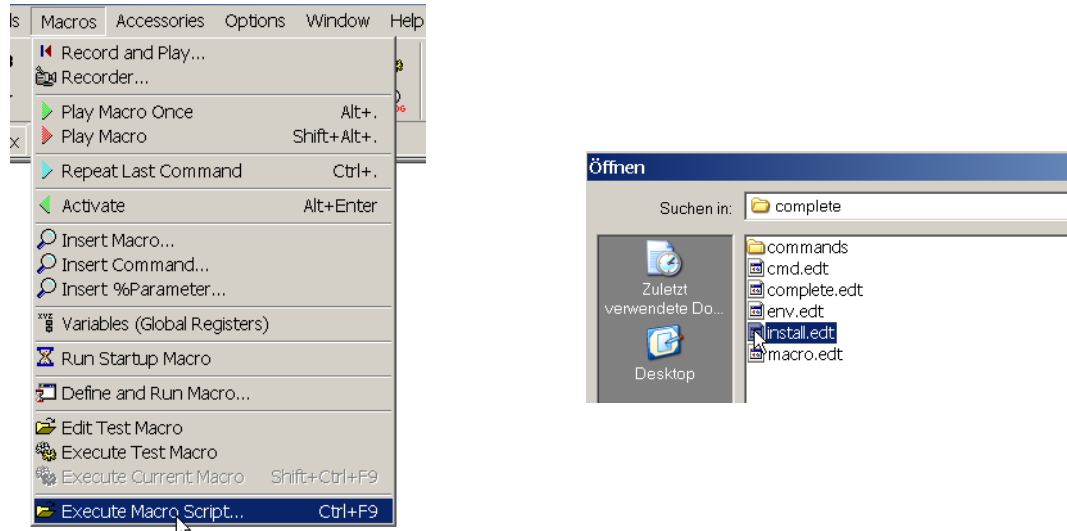 ls Macros Accessories Options Window Help
Record and Play...
Recorder...
Play Macro Once Alt+.
Play Macro Shift+Alt+.
Repeat Last Command Ctrl+.
Activate Alt+Enter
Insert Macro...
Insert Command...
Insert %Parameter...
Variables (Global Registers)
Run Startup Macro
Define and Run Macro...
Edit Test Macro
Execute Test Macro
Execute Current Macro Shift+Ctrl+F9
Execute Macro Script... Ctrl+F9
Öffnen
Suchen in: complete
Zuletzt
verwendete Do...
Desktop
commands
cmd.edt
complete.edt
env.edt
install.edt
macro.edt